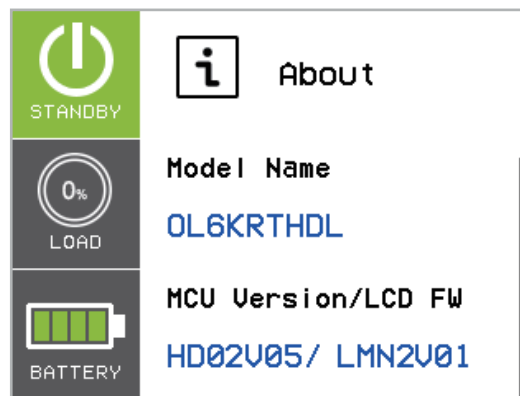 STANDBY
i About
0%
LOAD
Model Name
OL6KRTHDL
MCU Version/LCD FW
HD02V05/ LMN2V01
BATTERY